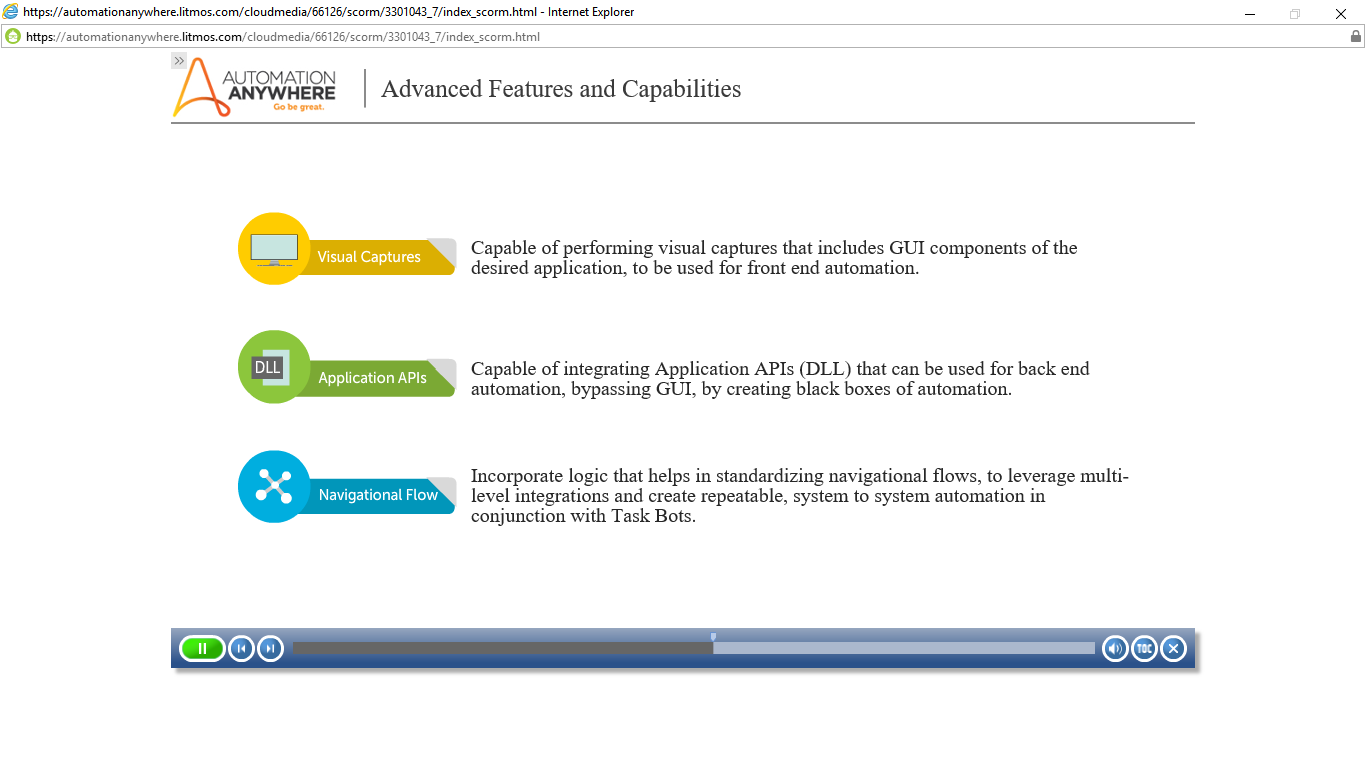 https://automationanywhere.litmos.com/cloudmedia/66126/scorm/3301043_7/index_scorm.html - Internet Explorer
https://automationanywhere.litmos.com/cloudmedia/66126/scorm/3301043_7/index_scorm.html
AUTOMATION
ANYWHERE
Go be great.
Advanced Features and Capabilities
Visual Captures
Capable of performing visual captures that includes GUI components of the
desired application, to be used for front end automation.
DLL
Application APIs
Capable of integrating Application APIs (DLL) that can be used for back end
automation, bypassing GUI, by creating black boxes of automation.
Navigational Flow
Incorporate logic that helps in standardizing navigational flows, to leverage multi-
level integrations and create repeatable, system to system automation in
conjunction with Task Bots.
TOC